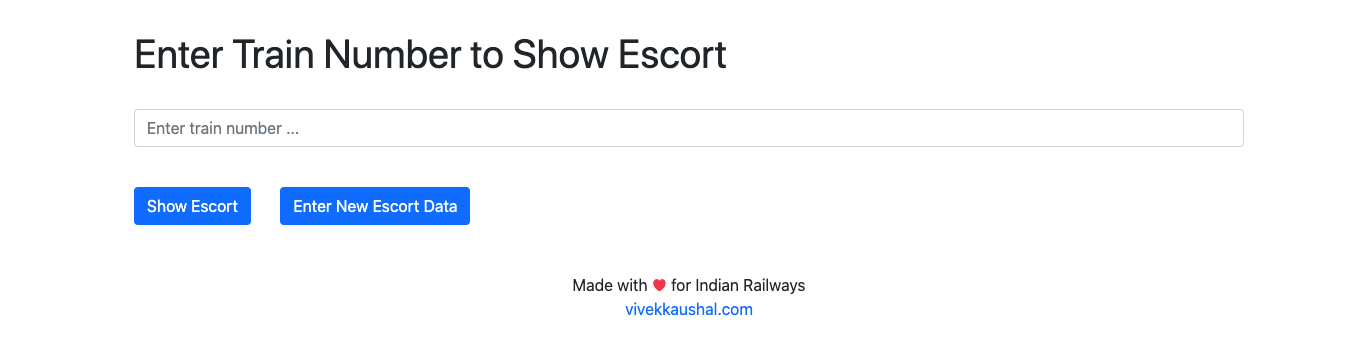 Enter Train Number to Show Escort
Enter train number ...
Show Escort
Enter New Escort Data
Made with ❤ for Indian Railways
vivekkaushal.com